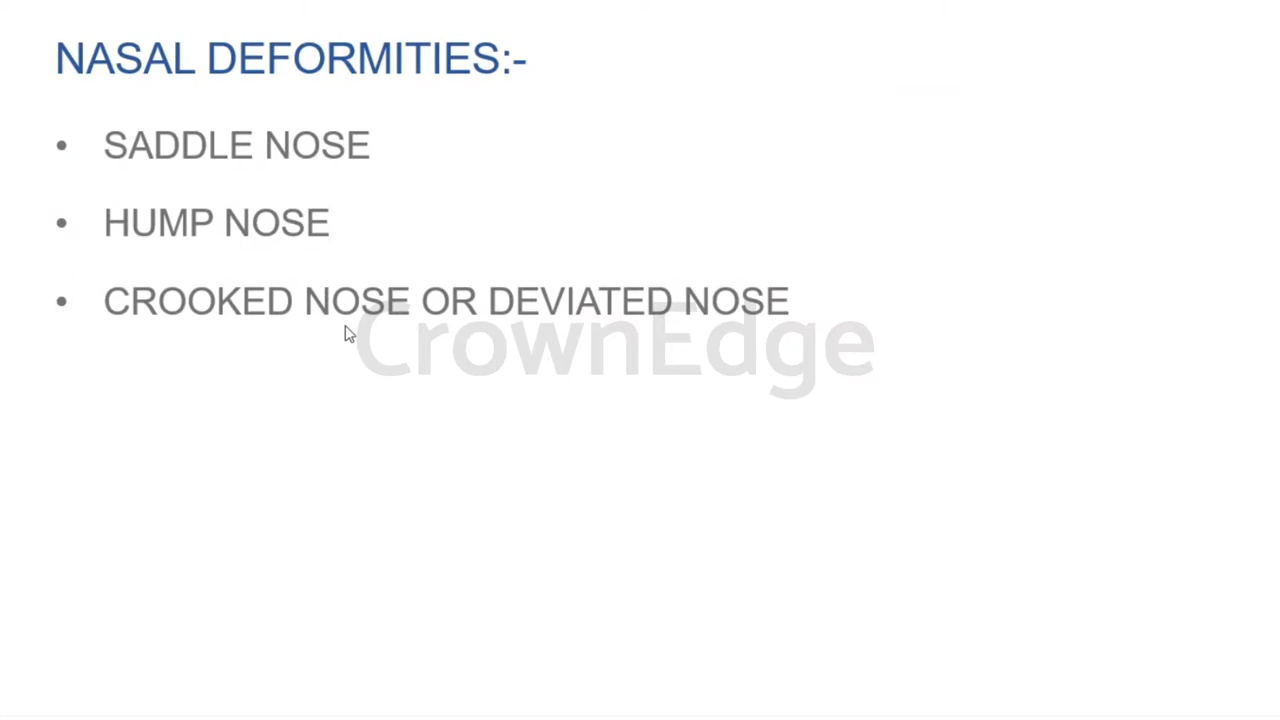 NASAL DEFORMITIES:-
• SADDLE NOSE
• HUMP NOSE
• CROOKED NOSE OR DEVIATED NOSE
CrownEdge